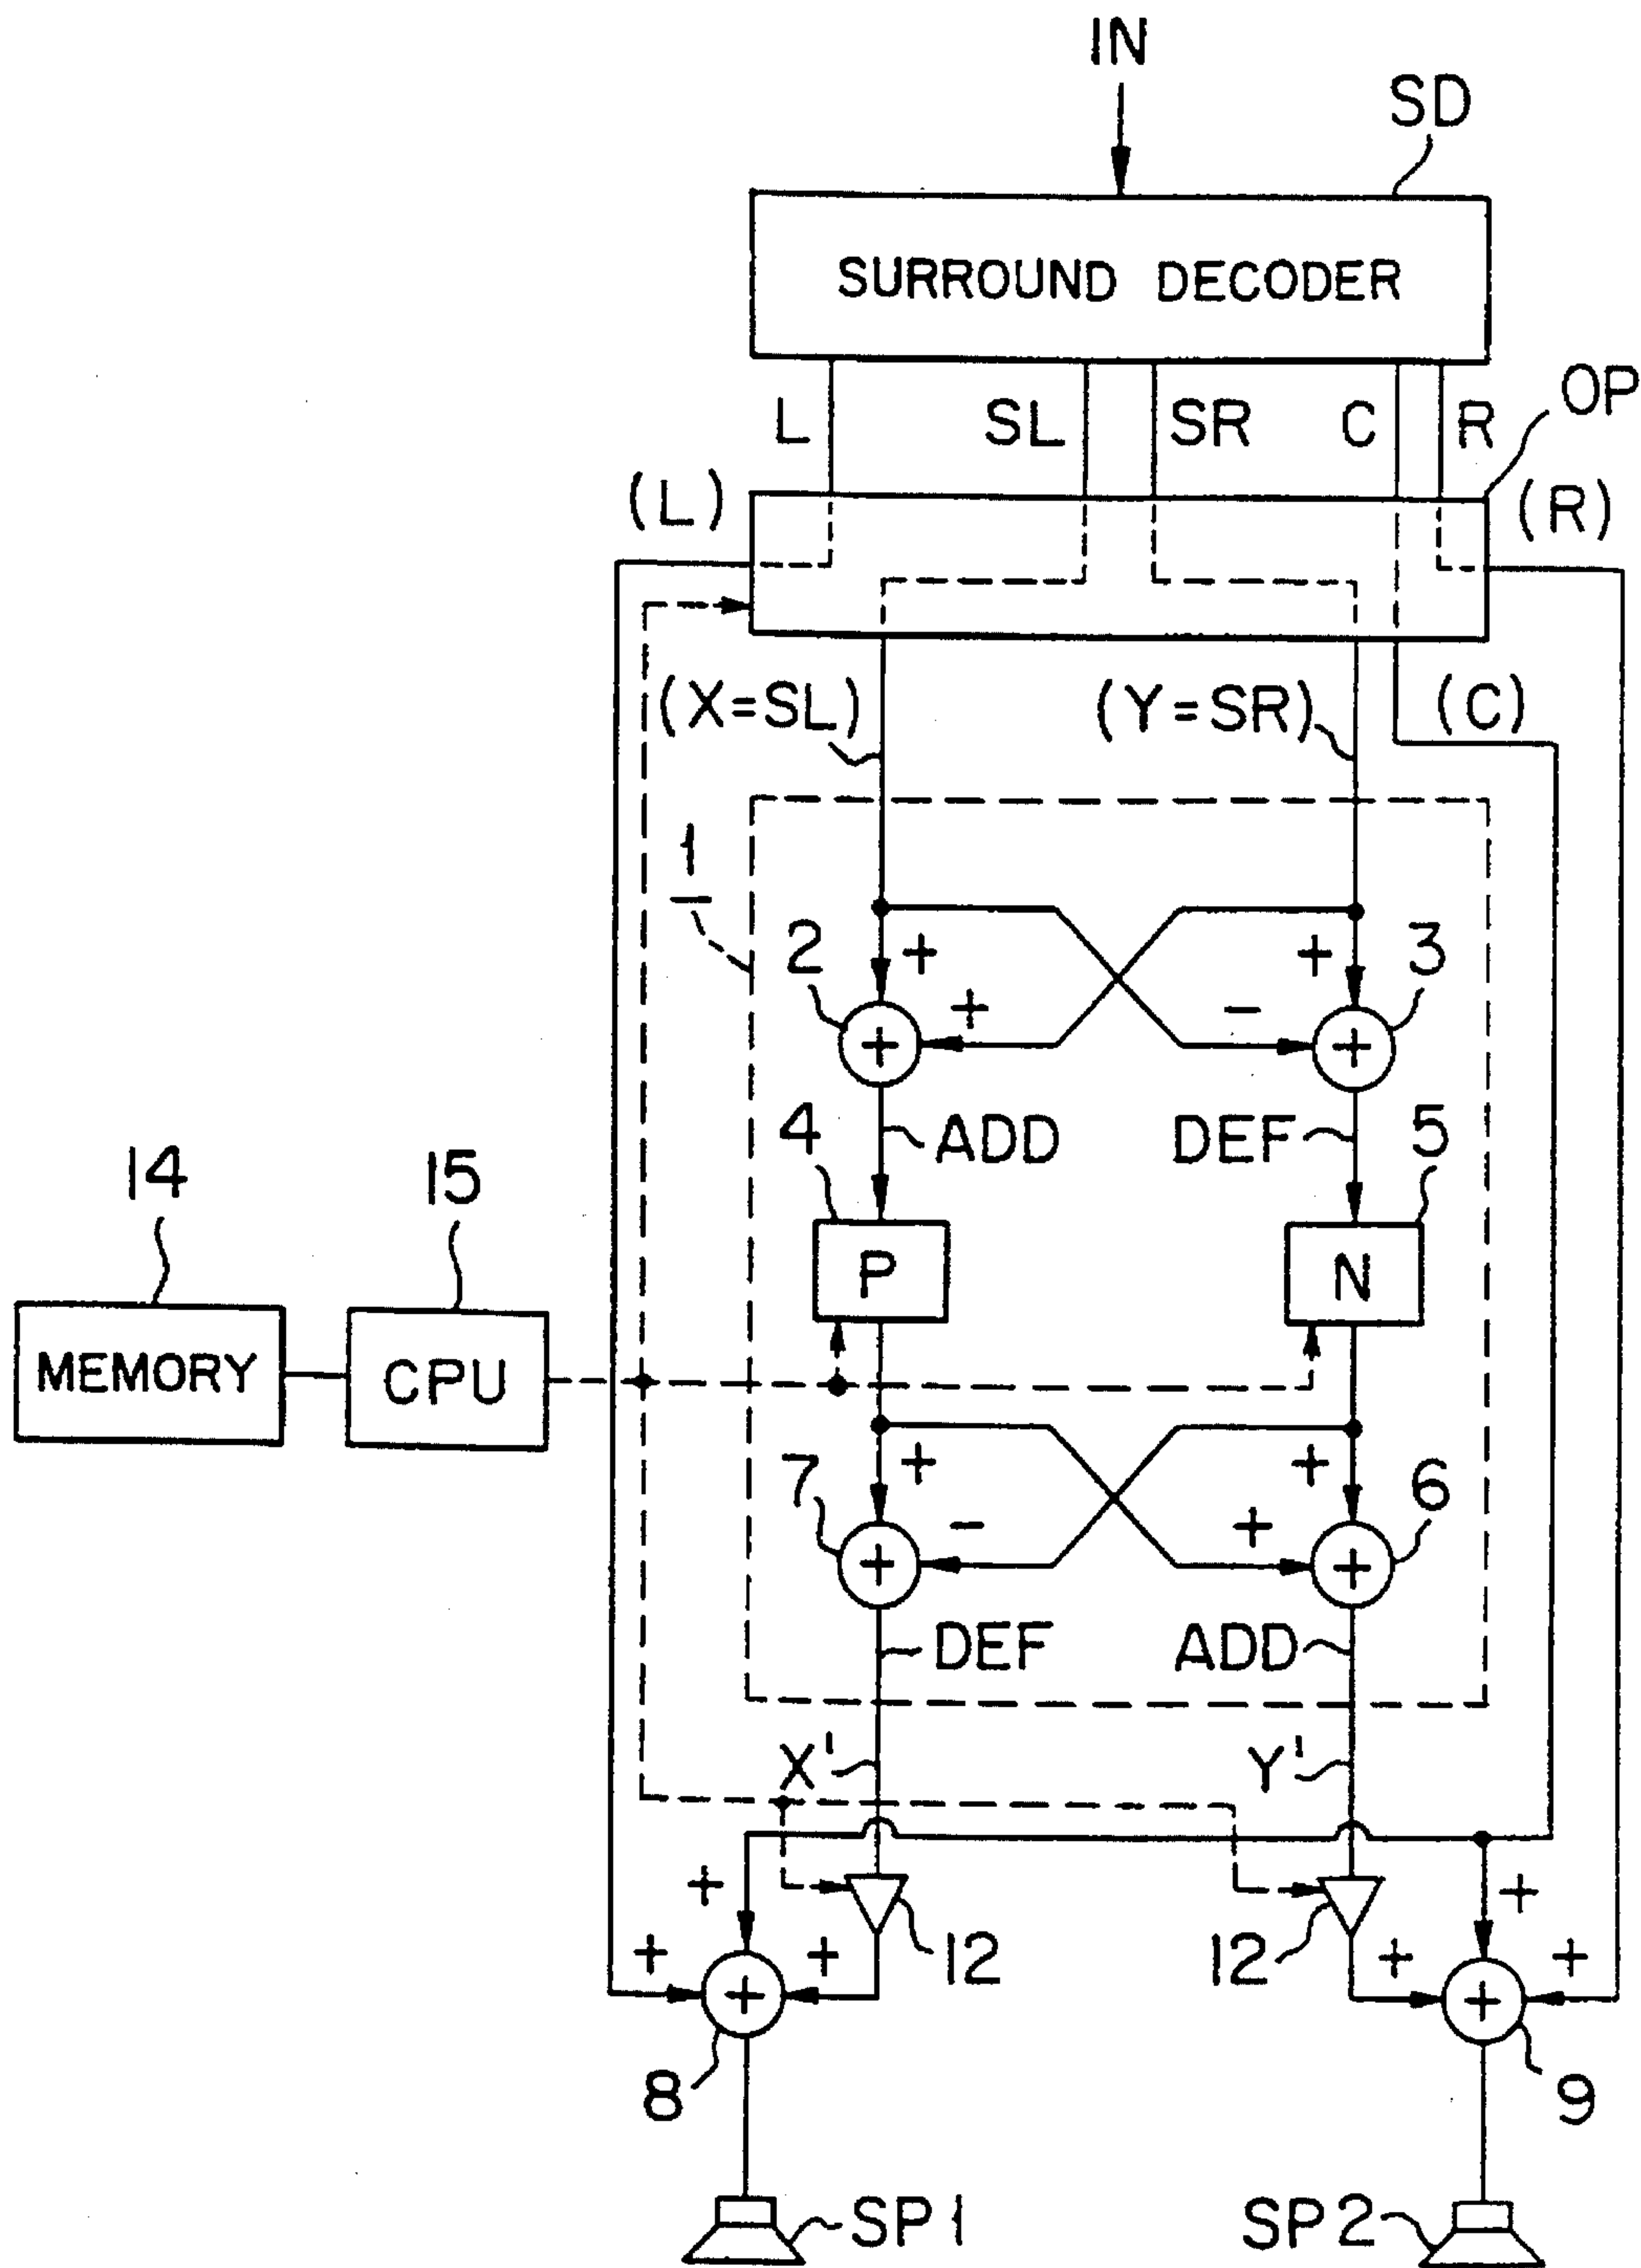 IN
SD
SURROUND DECODER
L SL SR C R OP
(L) (R)
(X=SL) (Y=SR) (C)
1
2 + + 3
+ -
+ +
4 ADD DEF 5
14 15
P N
MEMORY CPU
7 + + 6
- +
+ +
DEF ADD
X' Y'
+ +
+ + 12 12 + +
+ +
8 9
SP1 SP2